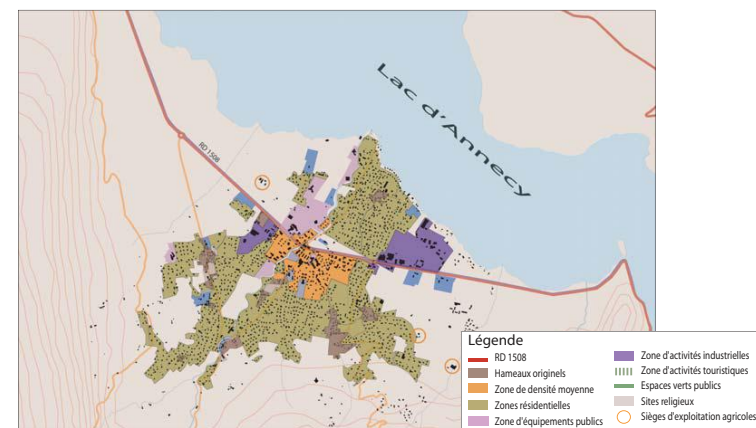 Lac d'Annecy
RD 1508
Légende
RD 1508
Hameaux originels
Zone de densité moyenne
Zones résidentielles
Zone d'équipements publics
Zone d'activités industrielles
Zone d'activités touristiques
Espaces verts publics
Sites religieux
Sièges d'exploitation agricoles